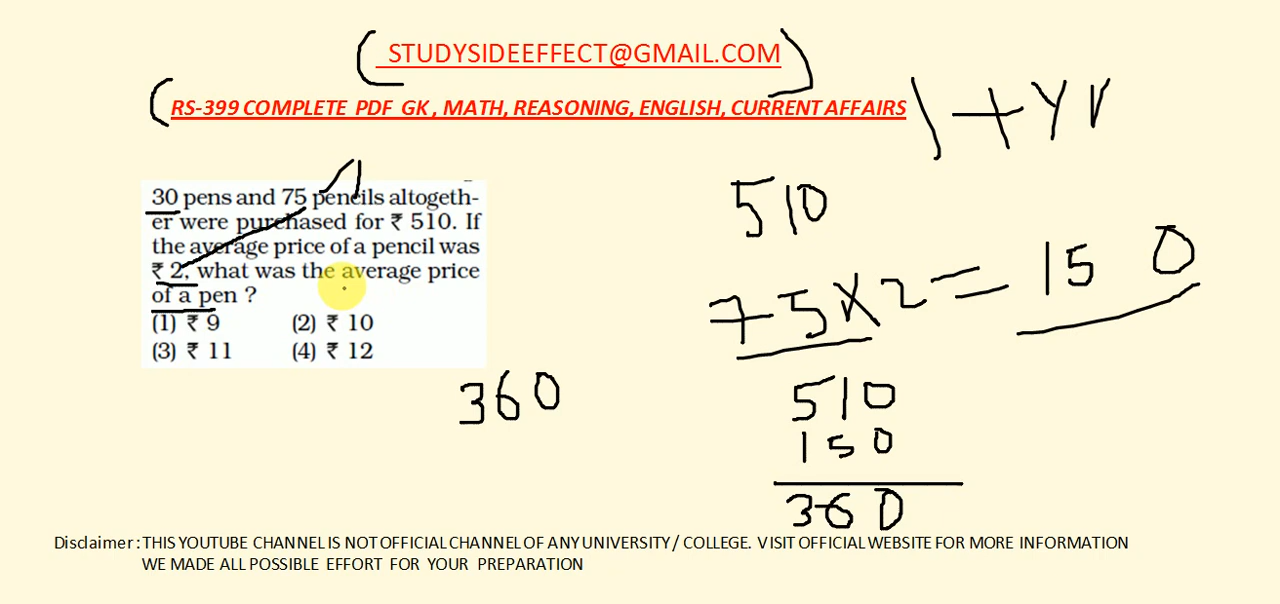 STUDYSIDEEFFECT@GMAIL.COM
RS-399 COMPLETE PDF GK , MATH, REASONING, ENGLISH, CURRENT AFFAIRS
1 + YR
30 pens and 75 pencils altogeth-
er were purchased for ₹ 510. If
the average price of a pencil was
₹ 2, what was the average price
of a pen ?
(1) ₹ 9 (2) ₹ 10
(3) ₹ 11 (4) ₹ 12
510
75 X 2 = 150
360
510
150
360
Disclaimer : THIS YOUTUBE CHANNEL IS NOT OFFICIAL CHANNEL OF ANY UNIVERSITY / COLLEGE. VISIT OFFICIAL WEBSITE FOR MORE INFORMATION
WE MADE ALL POSSIBLE EFFORT FOR YOUR PREPARATION